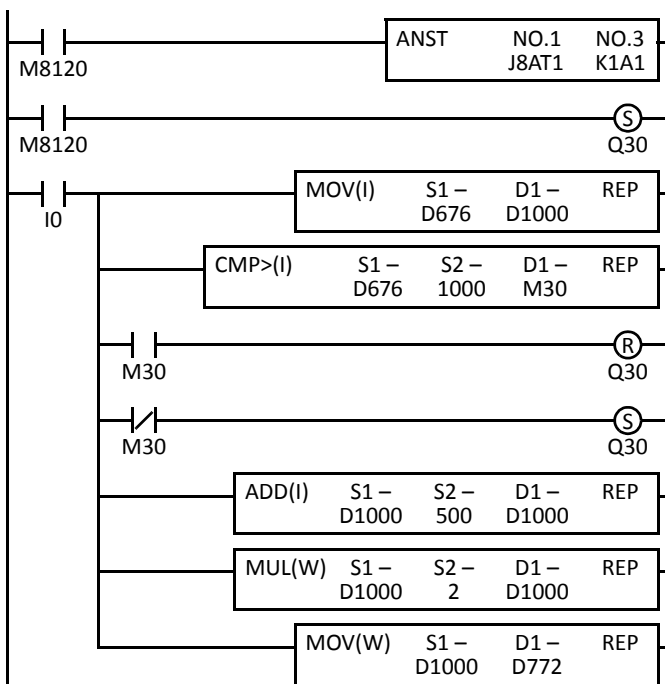 ANST NO.1 NO.3
J8AT1 K1A1
M8120
S
M8120
Q30
MOV(I) S1 – D1 – REP
D676 D1000
I0
CMP>(I) S1 – S2 – D1 – REP
D676 1000 M30
R
M30
Q30
S
M30
Q30
ADD(I) S1 – S2 – D1 – REP
D1000 500 D1000
MUL(W) S1 – S2 – D1 – REP
D1000 2 D1000
MOV(W) S1 – D1 – REP
D1000 D772